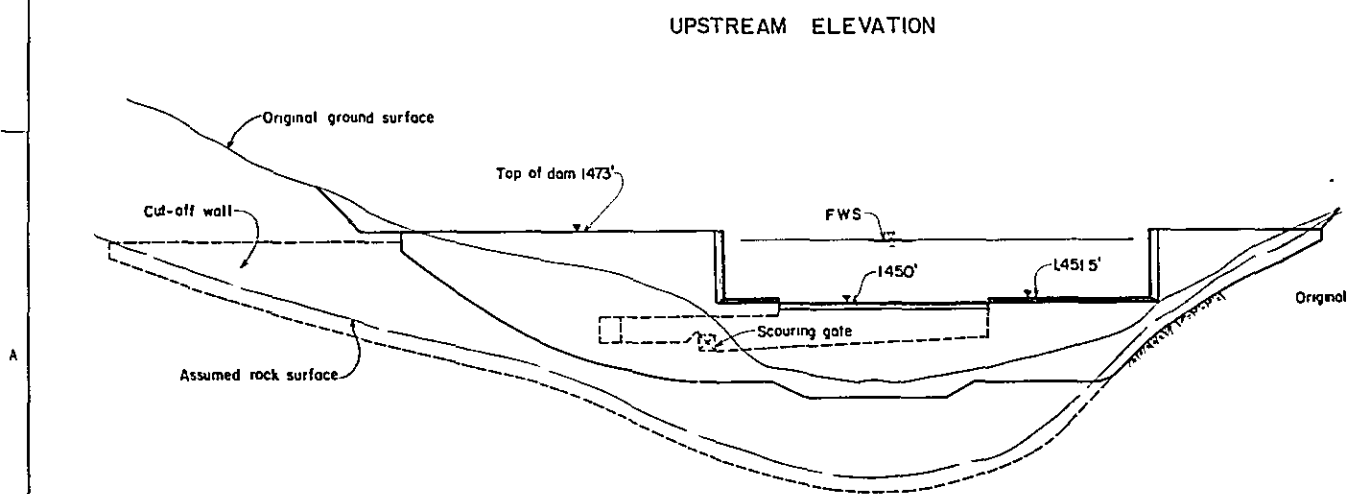 UPSTREAM ELEVATION
Original ground surface
Top of dam 1473'
Cut-off wall
FWS
1450'
1451 5'
Original
Scouring gate
A
Assumed rock surface